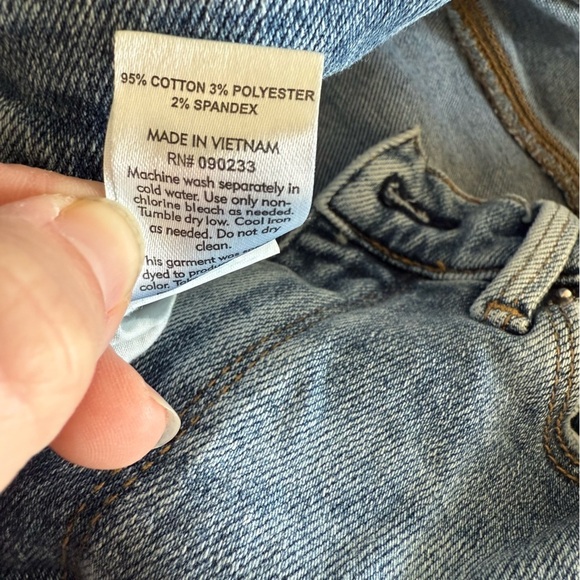 95% COTTON 3% POLYESTER
2% SPANDEX
MADE IN VIETNAM
RN# 090233
Machine wash separately in
cold water. Use only non-
chlorine bleach as needed.
Tumble dry low. Cool Iron
as needed. Do not dry
clean.
his garment was
dyed to
color.